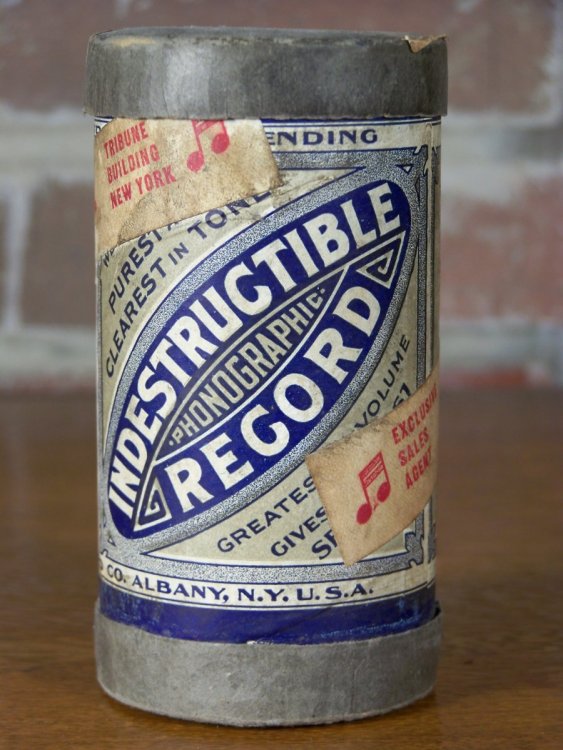 TRIBUNE
BUILDING
NEW YORK
ENDING
PUREST
CLEAREST IN TONE
INDESTRUCTIBLE
PHONOGRAPHIC
RECORD
VOLUME
EXCLUSIVE
SALES
AGENT
GREATES
GIVES
CO. ALBANY, N.Y. U.S.A.